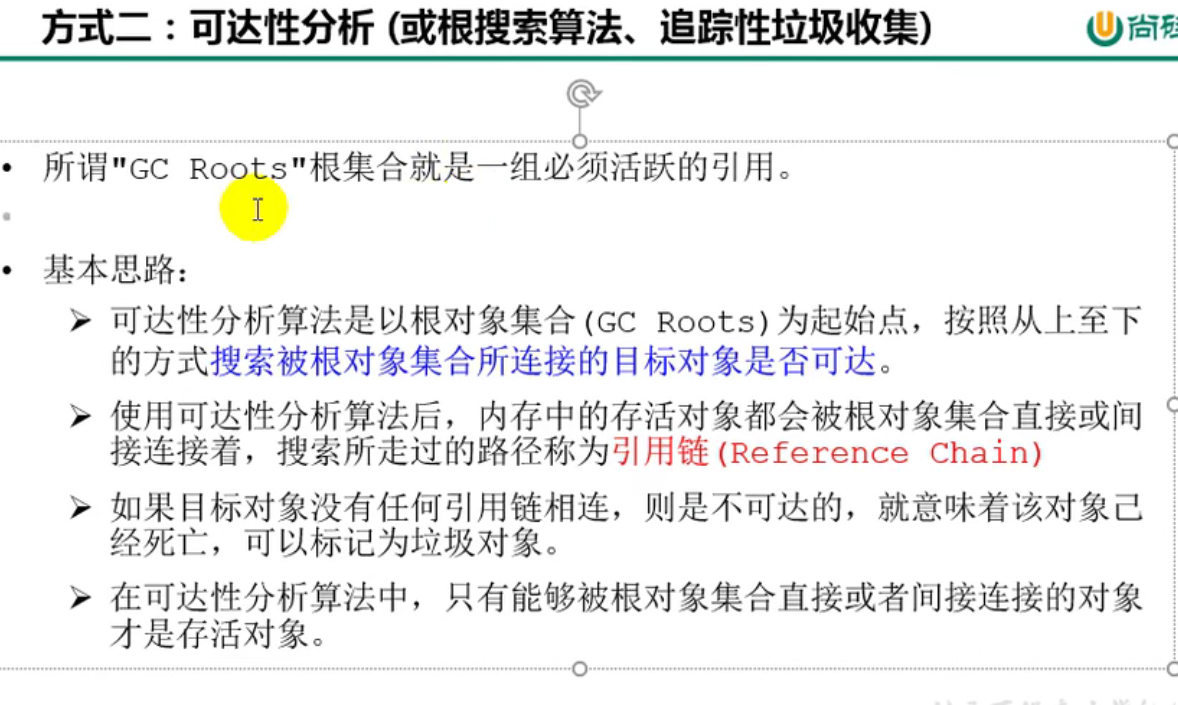 方式二：可达性分析 (或根搜索算法、追踪性垃圾收集)
尚
• 所谓"GC Roots"根集合就是一组必须活跃的引用。
• 基本思路：
➢ 可达性分析算法是以根对象集合(GC Roots)为起始点，按照从上至下
的方式搜索被根对象集合所连接的目标对象是否可达。
➢ 使用可达性分析算法后，内存中的存活对象都会被根对象集合直接或间
接连接着，搜索所走过的路径称为引用链(Reference Chain)
➢ 如果目标对象没有任何引用链相连，则是不可达的，就意味着该对象己
经死亡，可以标记为垃圾对象。
➢ 在可达性分析算法中，只有能够被根对象集合直接或者间接连接的对象
才是存活对象。